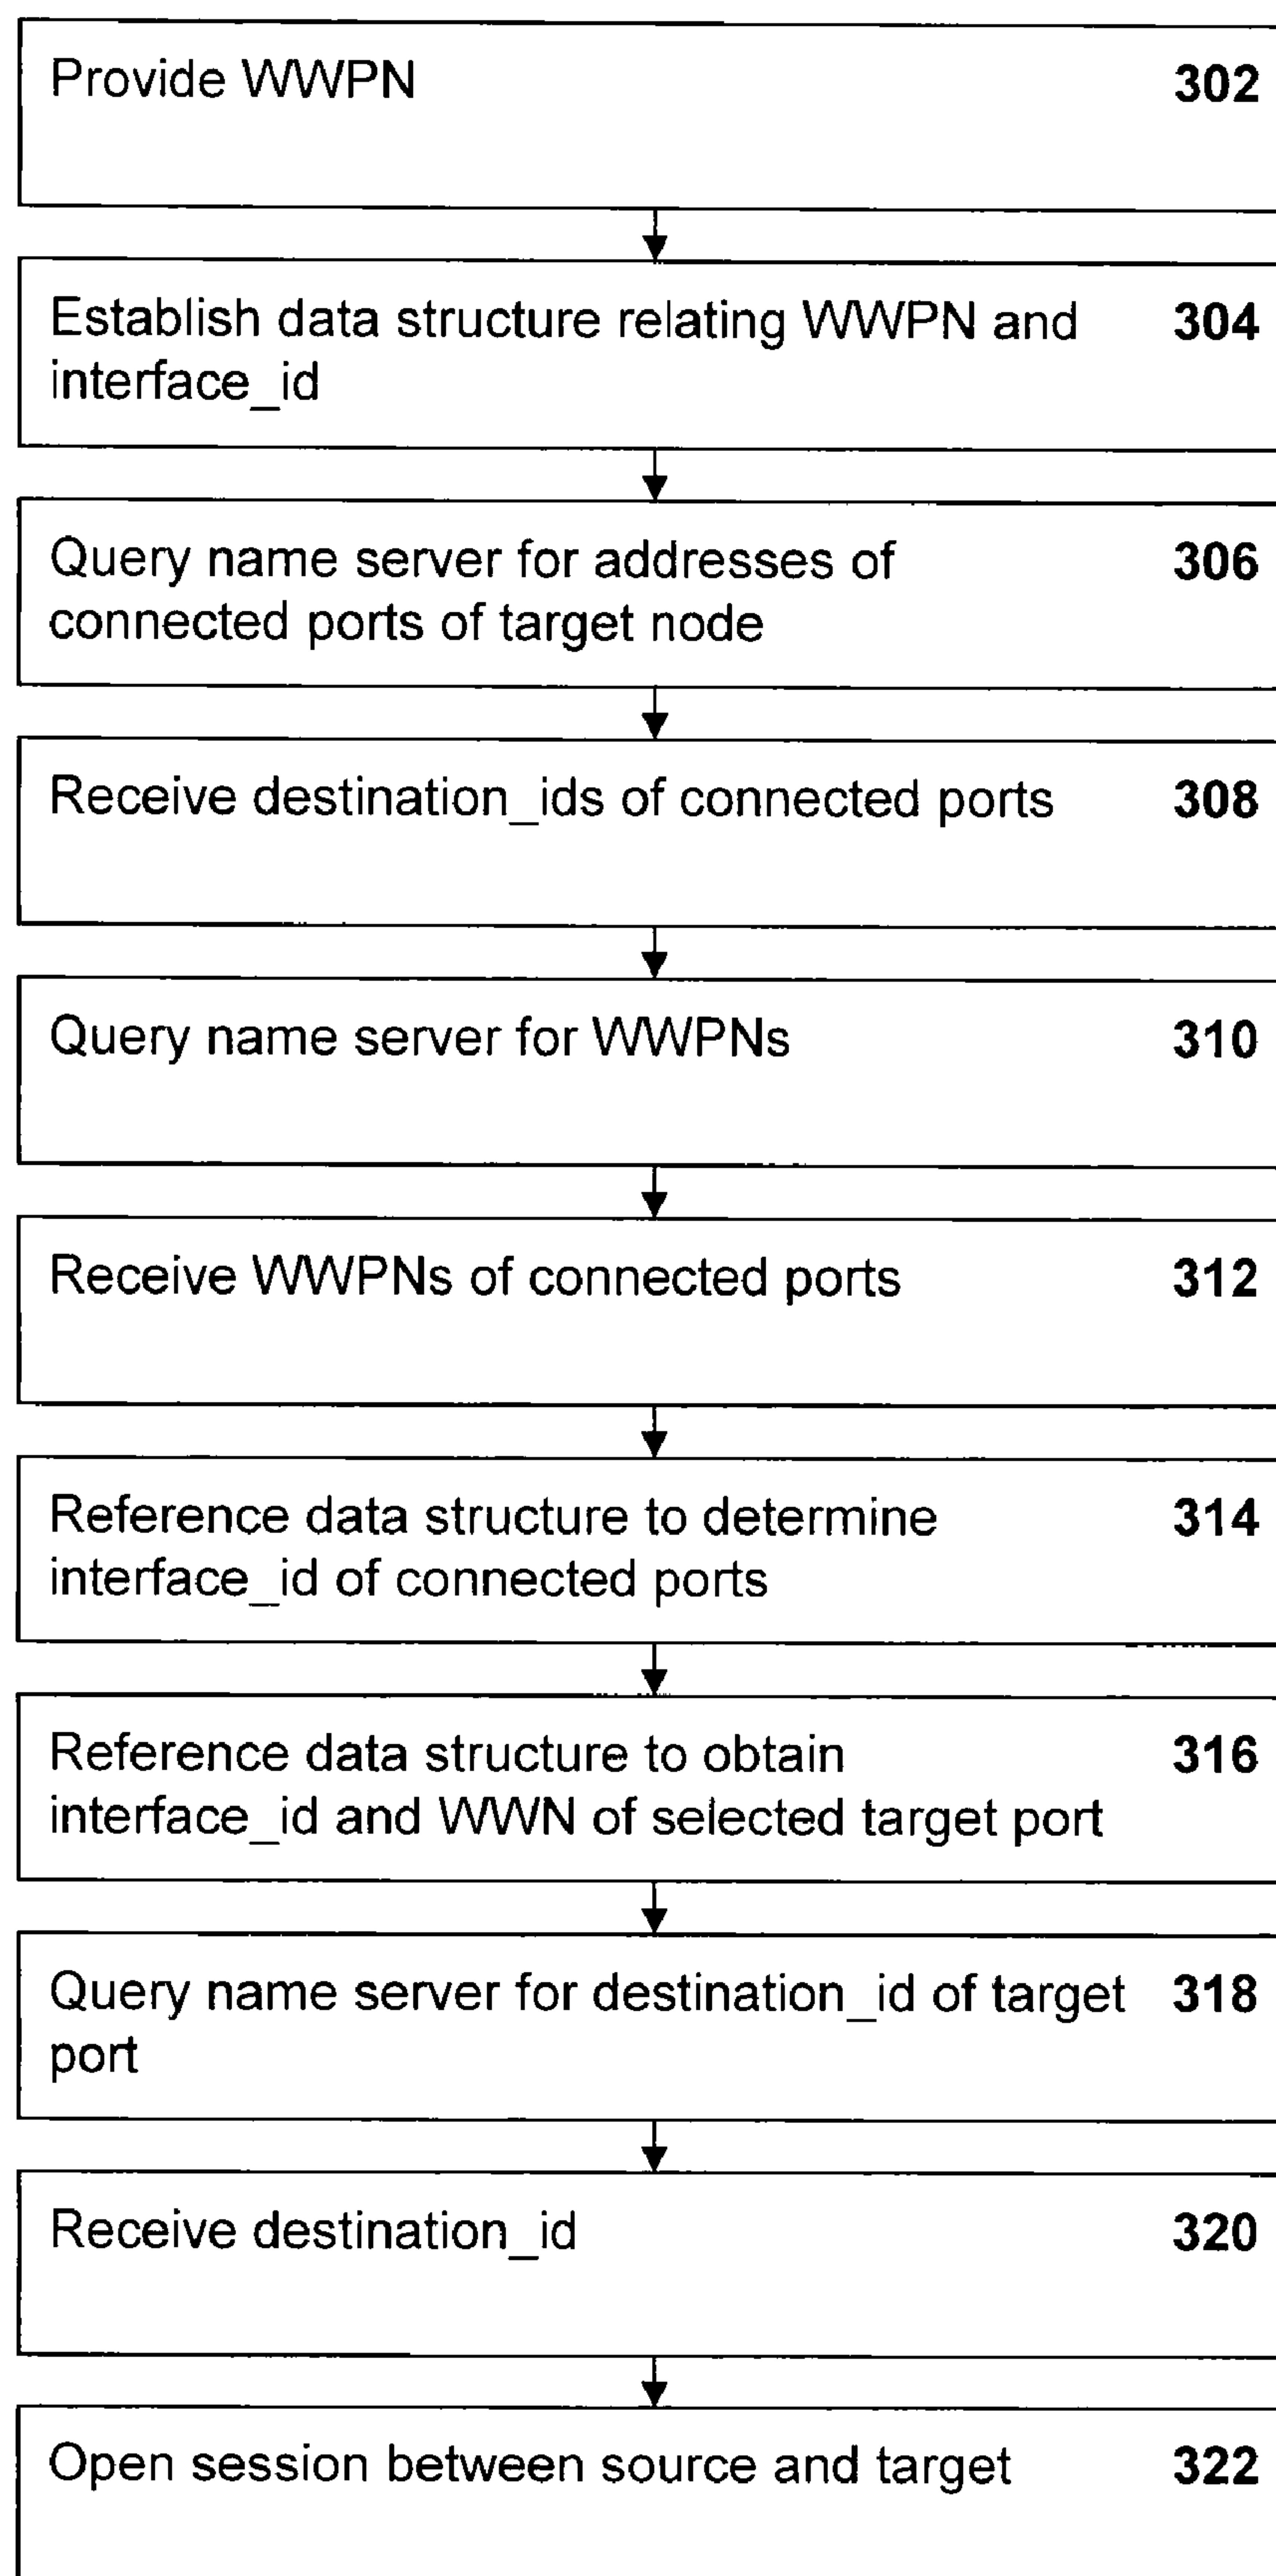 Provide WWPN 302
Establish data structure relating WWPN and 304
interface_id
Query name server for addresses of 306
connected ports of target node
Receive destination_ids of connected ports 308
Query name server for WWPNs 310
Receive WWPNs of connected ports 312
Reference data structure to determine 314
interface_id of connected ports
Reference data structure to obtain 316
interface_id and WWN of selected target port
Query name server for destination_id of target 318
port
Receive destination_id 320
Open session between source and target 322